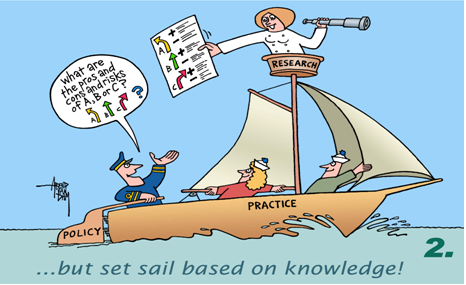 What are
the pros and
cons and risks
of A, B or C?
A B C ?
A + -
B + -
C + -
RESEARCH
PRACTICE
POLICY
2.
...but set sail based on knowledge!